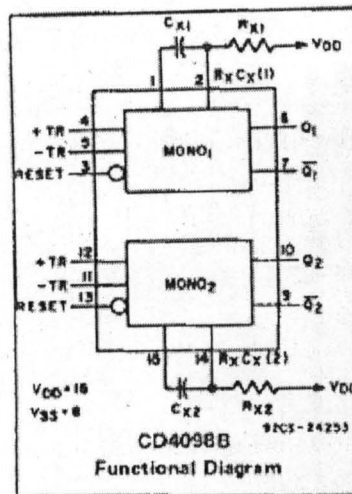 CX1 RX1
VDD
1 2 RXCX(1)
+TR 4 6 Q1
-TR 5 MONO1
RESET 3 7 Q1
+TR 12 10 Q2
-TR 11 MONO2
RESET 13 9 Q2
15 14 RXCX(2)
VDD = 16
VSS = 8
CX2 RX2 VDD
92CS-24253
CD4098B
Functional Diagram